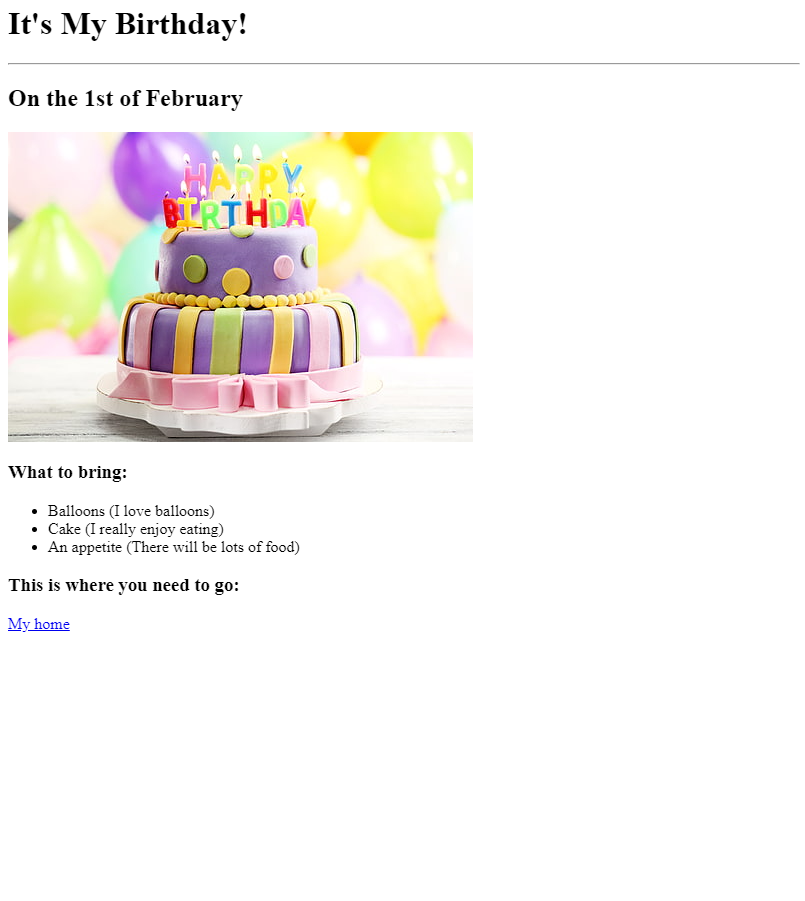 It's My Birthday!
On the 1st of February
HAPPY
BIRTHDAY
What to bring:
Balloons (I love balloons)
Cake (I really enjoy eating)
An appetite (There will be lots of food)
This is where you need to go:
My home